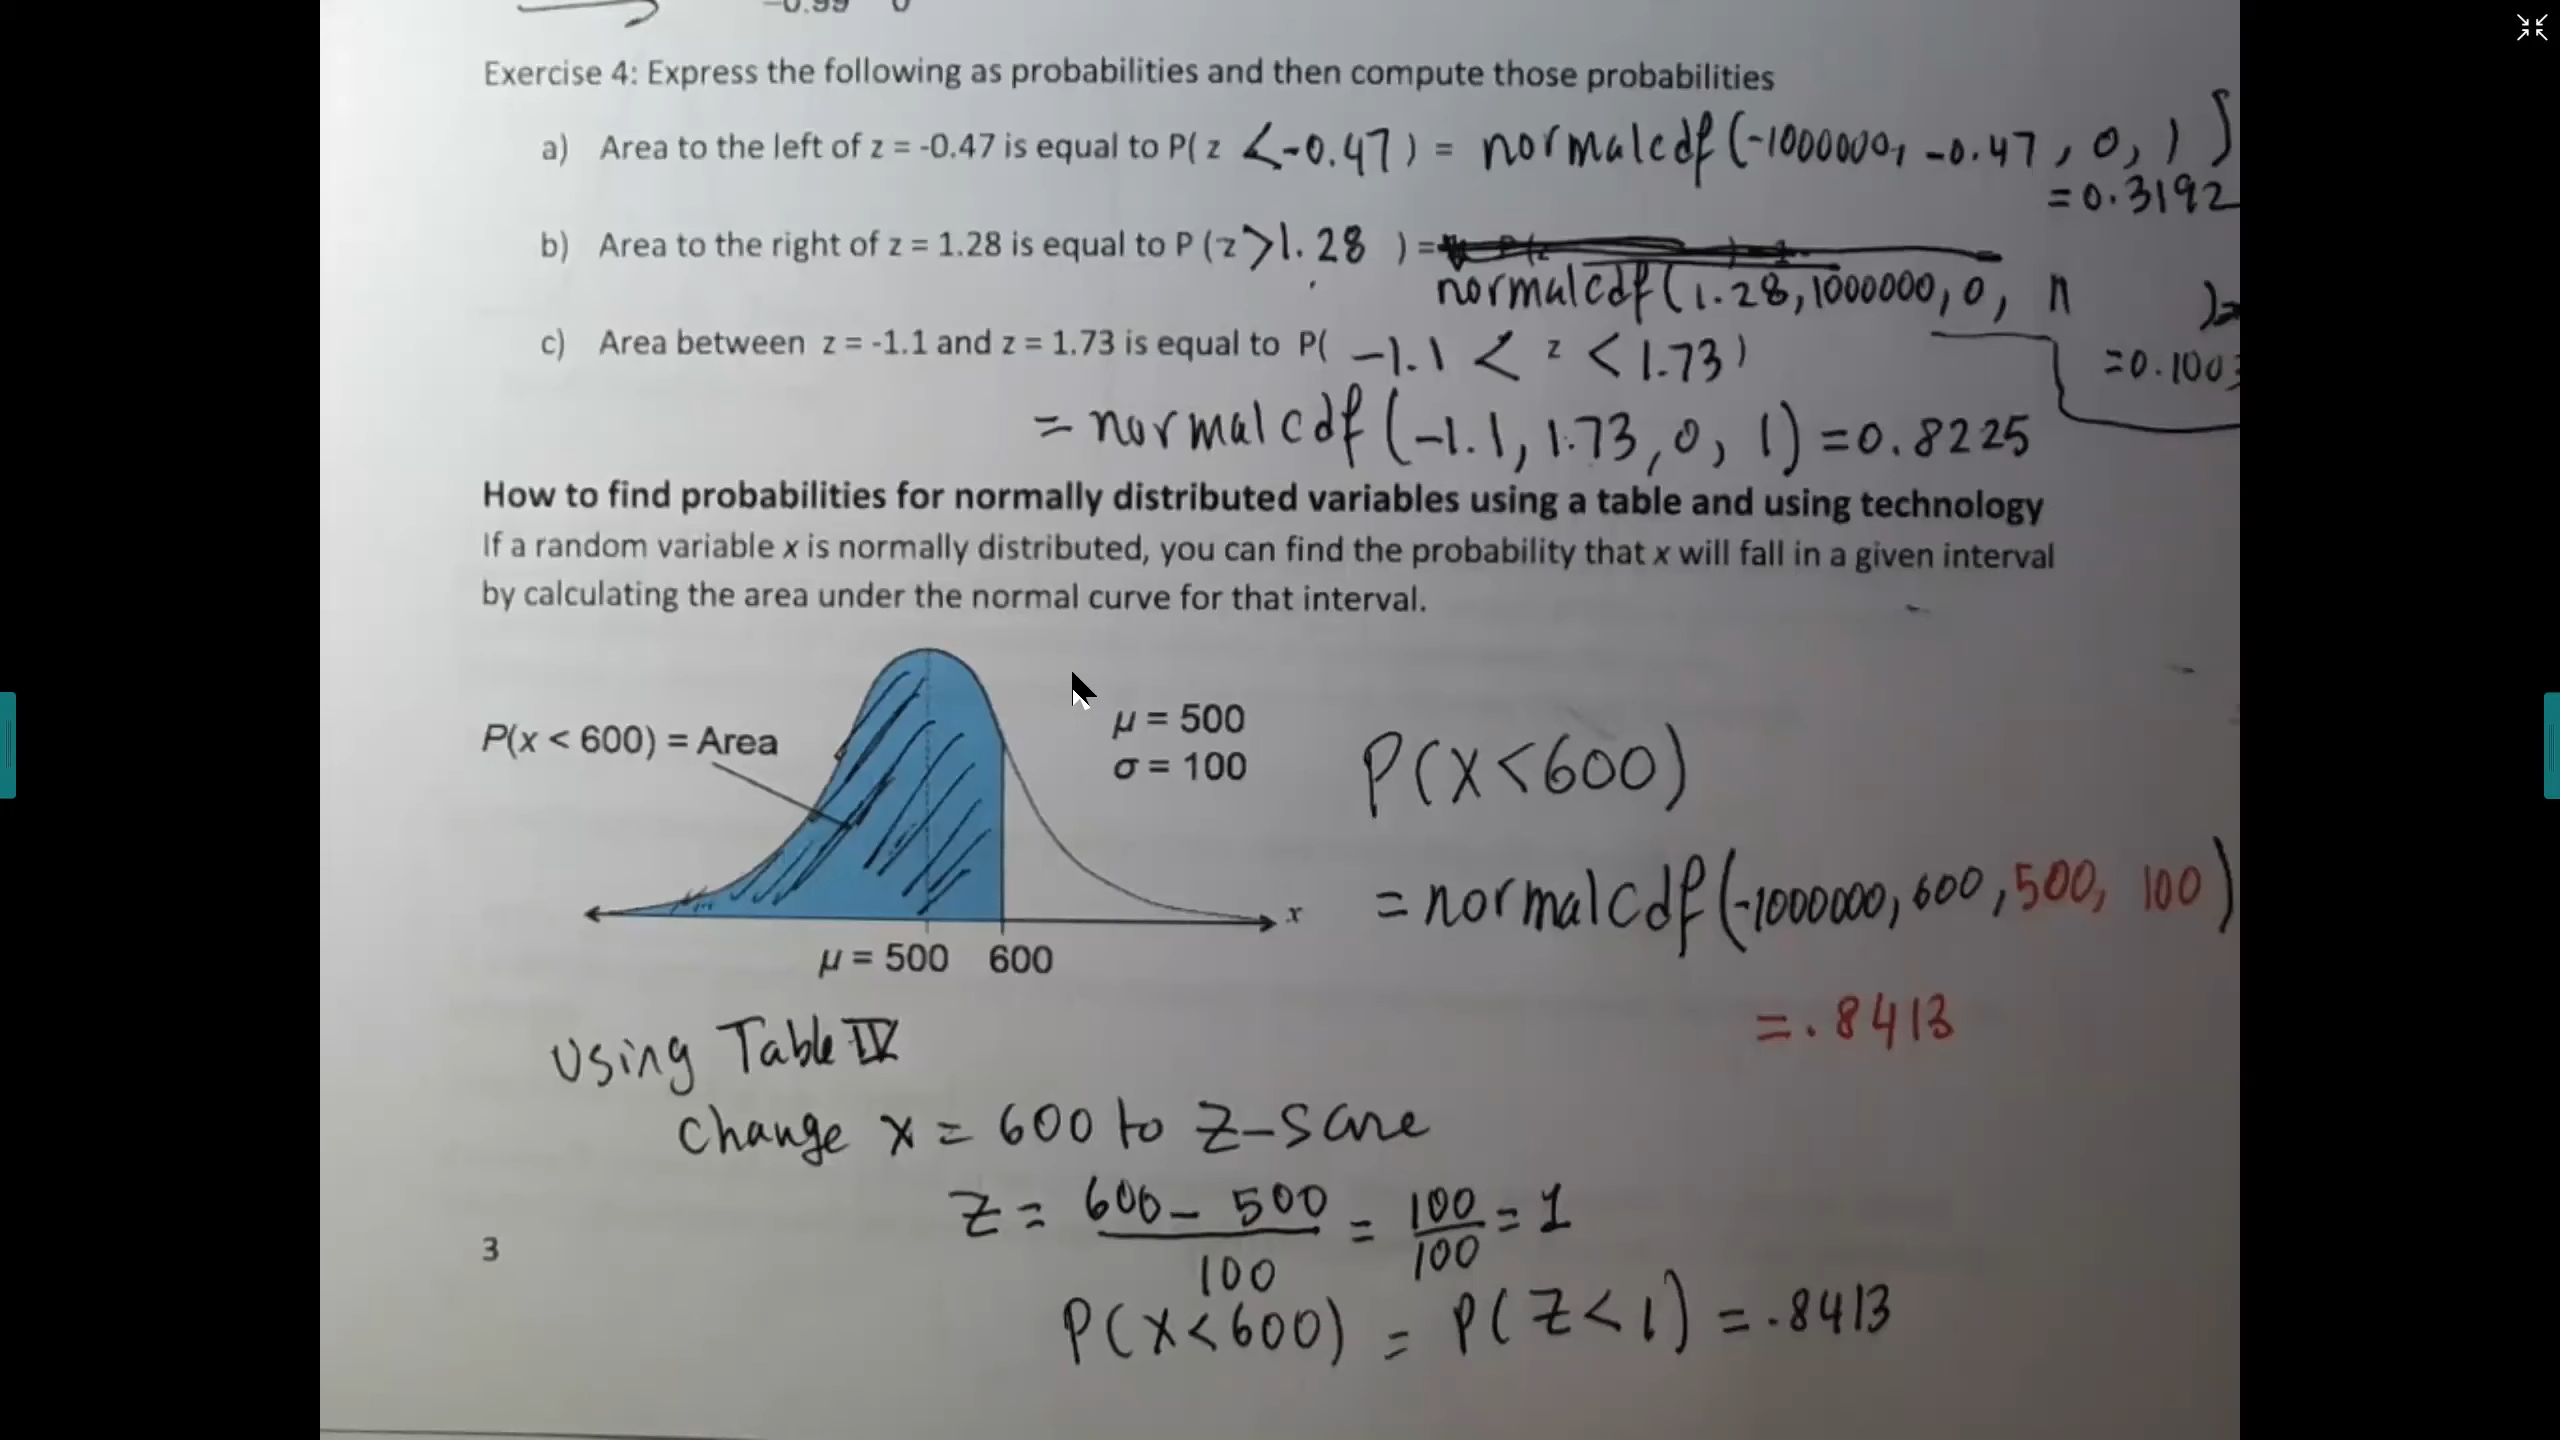 -0.99 0
Exercise 4: Express the following as probabilities and then compute those probabilities
a) Area to the left of z = -0.47 is equal to P( z < -0.47 ) = normalcdf (-1000000, -0.47, 0, 1)
= 0.3192
b) Area to the right of z = 1.28 is equal to P (z > 1.28 ) =
normalcdf (1.28, 1000000, 0, ) =
= 0.1003
c) Area between z = -1.1 and z = 1.73 is equal to P( -1.1 < z < 1.73 )
= normalcdf (-1.1, 1.73, 0, 1) = 0.8225
How to find probabilities for normally distributed variables using a table and using technology
If a random variable x is normally distributed, you can find the probability that x will fall in a given interval
by calculating the area under the normal curve for that interval.
P(x < 600) = Area
μ = 500
σ = 100
P(X < 600)
= normalcdf (-1000000, 600, 500, 100)
x
μ = 500 600
= .8413
Using Table IV
change x = 600 to Z-score
Z = 600 - 500 / 100 = 100 / 100 = 1
3
P(X < 600) = P(Z < 1) = .8413